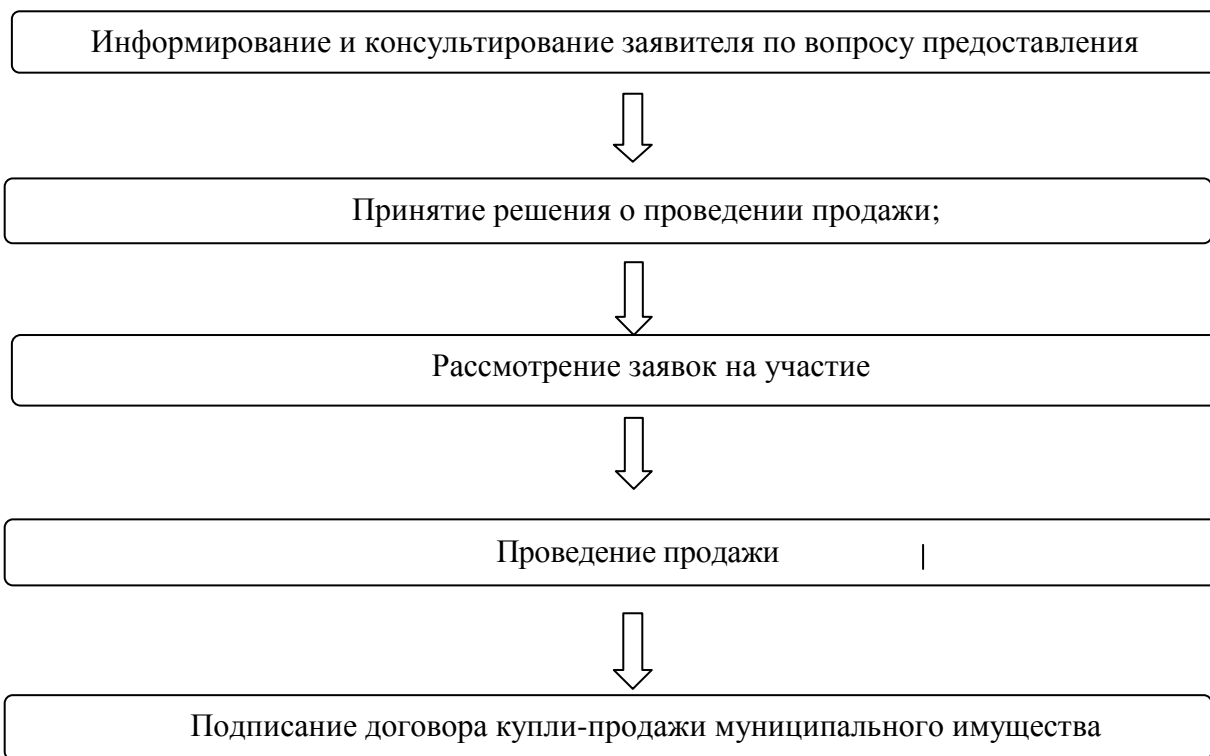 Информирование и консультирование заявителя по вопросу предоставления
Принятие решения о проведении продажи;
Рассмотрение заявок на участие
Проведение продажи
Подписание договора купли-продажи муниципального имущества